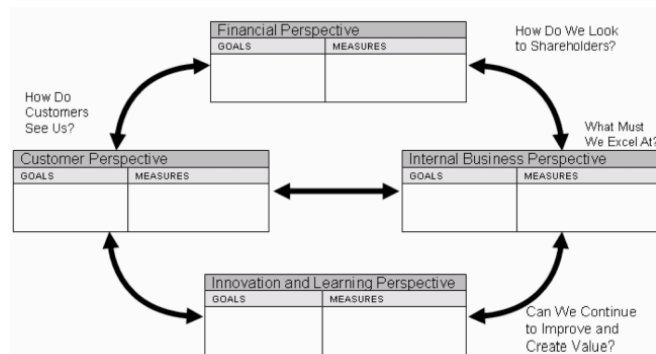 Financial Perspective
GOALS MEASURES
How Do We Look
to Shareholders?
How Do
Customers
See Us?
What Must
We Excel At?
Customer Perspective
GOALS MEASURES
Internal Business Perspective
GOALS MEASURES
Innovation and Learning Perspective
GOALS MEASURES
Can We Continue
to Improve and
Create Value?